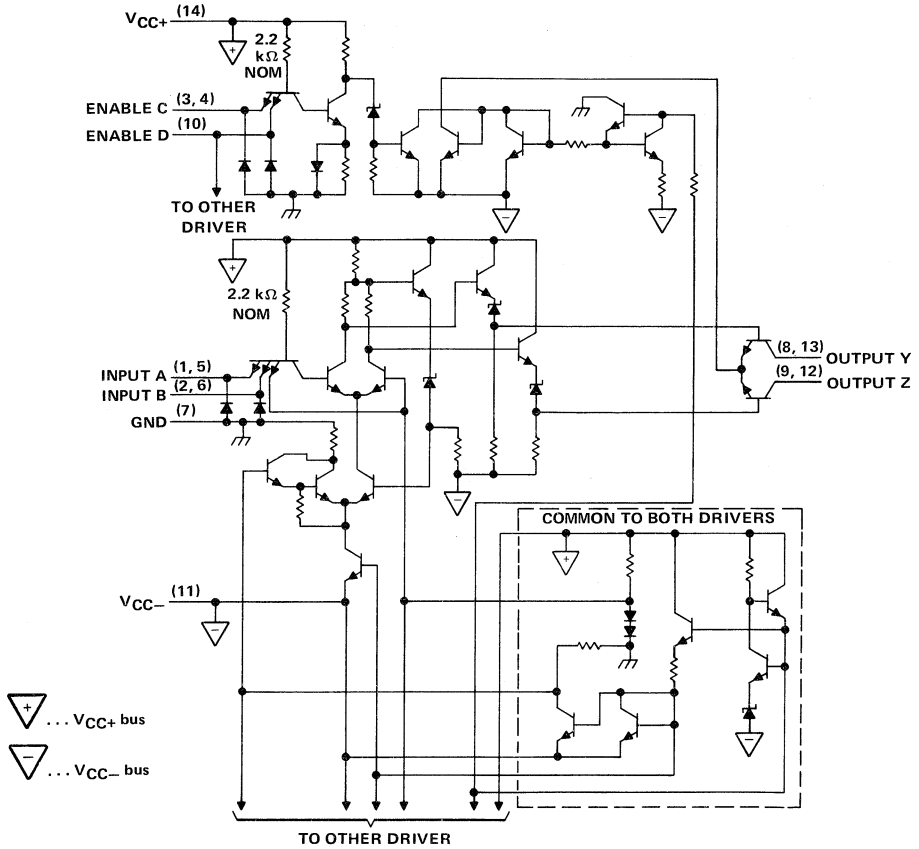 VCC+ (14)
+
2.2
kΩ
NOM
ENABLE C (3, 4)
ENABLE D (10)
TO OTHER
DRIVER
−
−
+
2.2 kΩ
NOM
INPUT A (1, 5)
INPUT B (2, 6)
GND (7)
(8, 13) OUTPUT Y
(9, 12) OUTPUT Z
−
COMMON TO BOTH DRIVERS
+
VCC− (11)
−
−
+ ... VCC+ bus
− ... VCC− bus
TO OTHER DRIVER